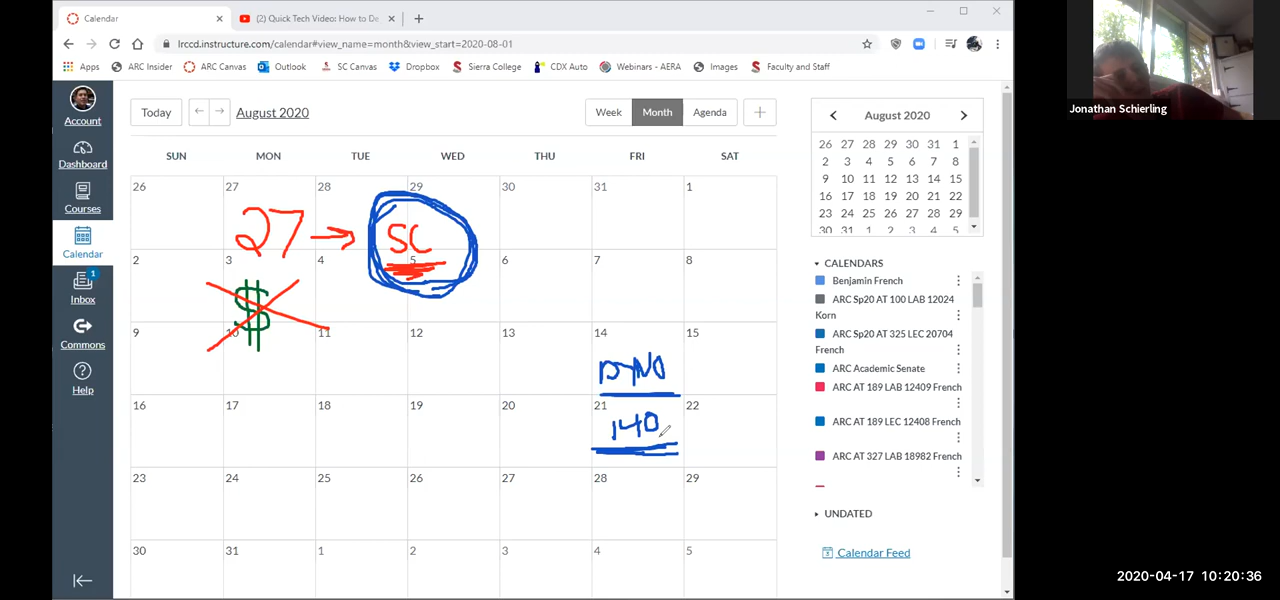 Calendar
(2) Quick Tech Video: How to De
lrccd.instructure.com/calendar#view_name=month&view_start=2020-08-01
Apps ARC Insider ARC Canvas Outlook SC Canvas Dropbox Sierra College CDX Auto Webinars - AERA Images Faculty and Staff
Jonathan Schierling
Account
Dashboard
Courses
Calendar
1
Inbox
Commons
Help
Today August 2020 Week Month Agenda
SUN MON TUE WED THU FRI SAT
26 27 28 29 30 31 1
27 → SC
2 3 4 5 6 7 8
$
9 10 11 12 13 14 15
DYNO
16 17 18 19 20 21 22
140
23 24 25 26 27 28 29
30 31 1 2 3 4 5
August 2020
26 27 28 29 30 31 1
2 3 4 5 6 7 8
9 10 11 12 13 14 15
16 17 18 19 20 21 22
23 24 25 26 27 28 29
30 31 1 2 3 4 5
CALENDARS
Benjamin French
ARC Sp20 AT 100 LAB 12024
Korn
ARC Sp20 AT 325 LEC 20704
French
ARC Academic Senate
ARC AT 189 LAB 12409 French
ARC AT 189 LEC 12408 French
ARC AT 327 LAB 18982 French
UNDATED
Calendar Feed
2020-04-17 10:20:36